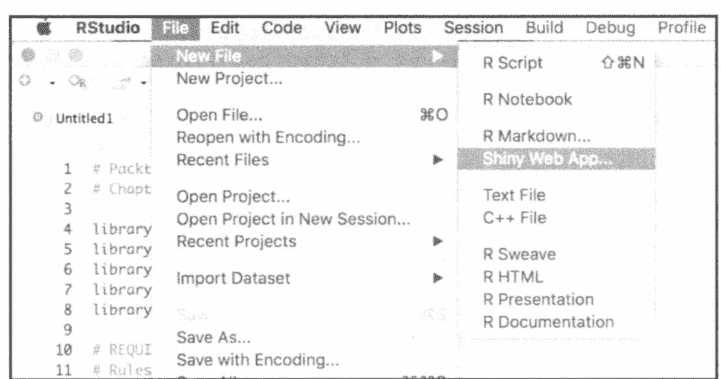 RStudio File Edit Code View Plots Session Build Debug Profile
New File
New Project...
Open File... ⌘O
Reopen with Encoding...
Recent Files
Open Project...
Open Project in New Session...
Recent Projects
Import Dataset
Save
Save As...
Save with Encoding...
R Script ⇧⌘N
R Notebook
R Markdown...
Shiny Web App...
Text File
C++ File
R Sweave
R HTML
R Presentation
R Documentation
Untitled1
1 # Packt
2 # Chapt
3
4 library
5 library
6 library
7 library
8 library
9
10 # REQUI
11 # Rules